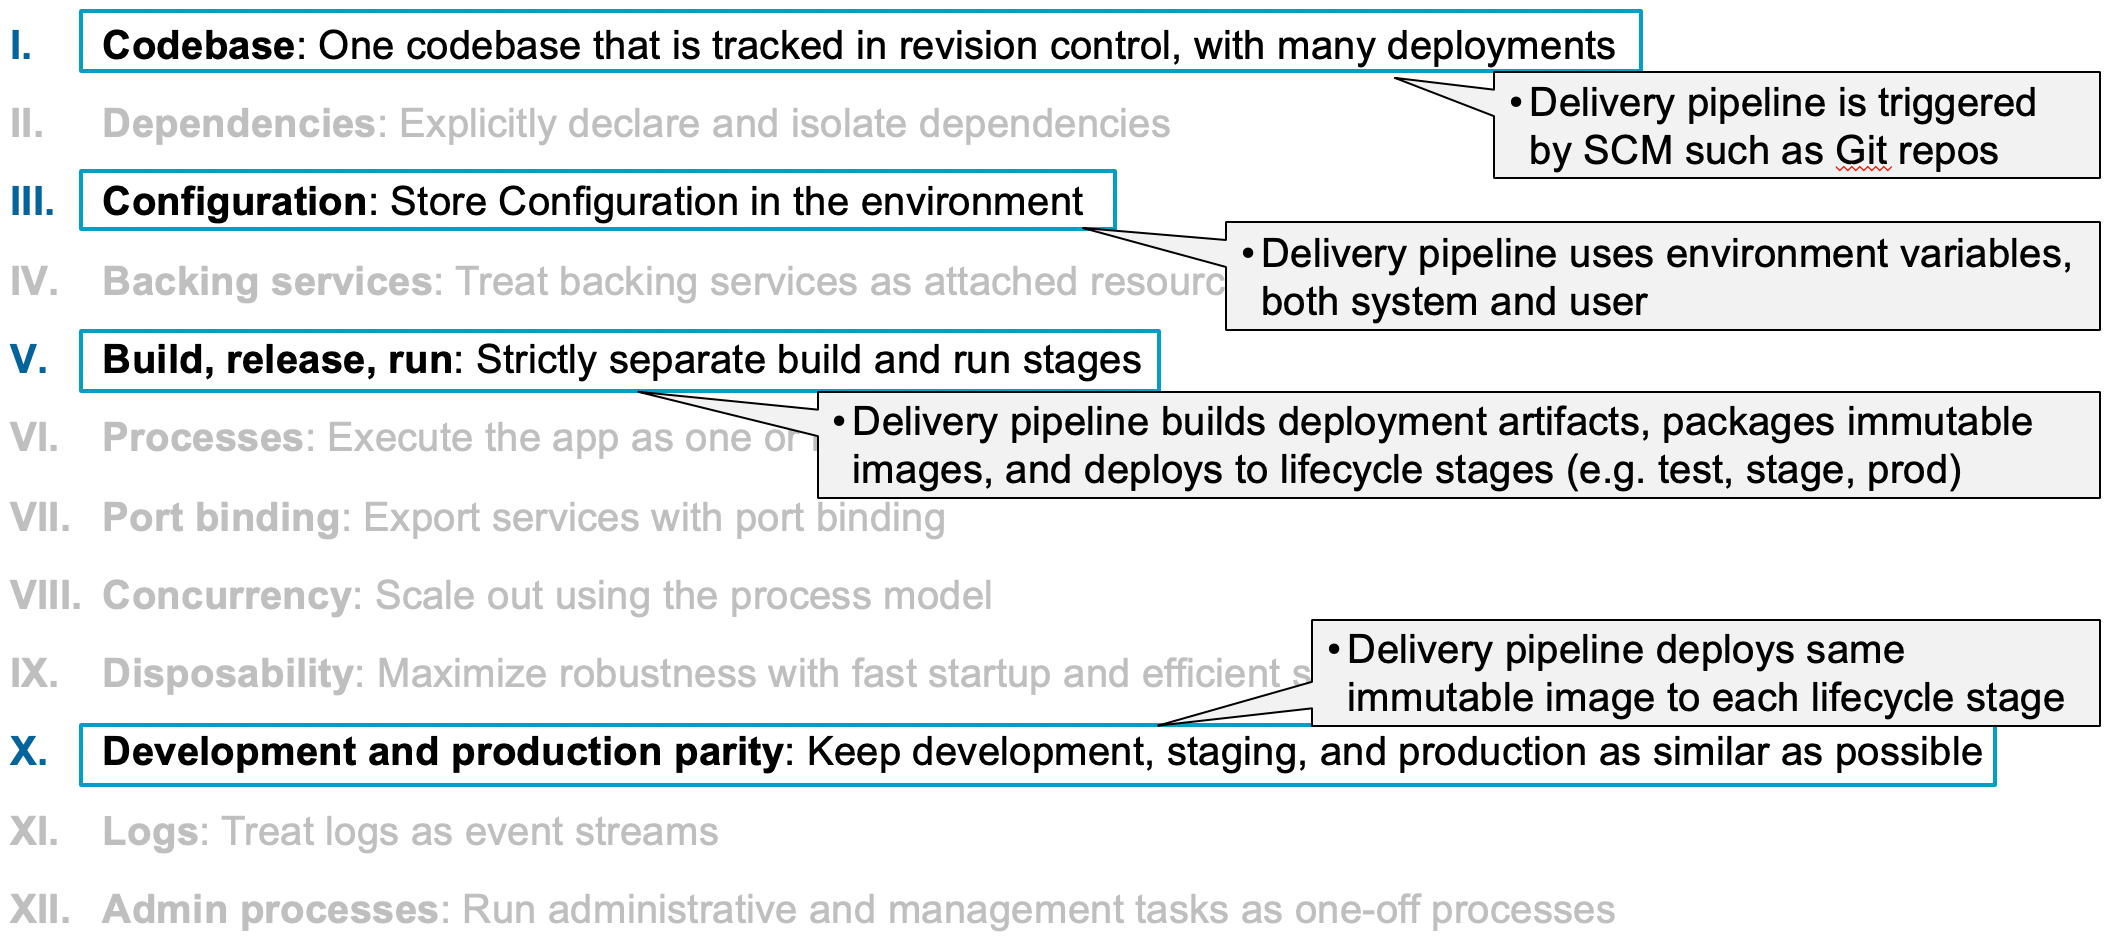 I. Codebase: One codebase that is tracked in revision control, with many deployments
• Delivery pipeline is triggered
by SCM such as Git repos
II. Dependencies: Explicitly declare and isolate dependencies
III. Configuration: Store Configuration in the environment
• Delivery pipeline uses environment variables,
both system and user
IV. Backing services: Treat backing services as attached
V. Build, release, run: Strictly separate build and run stages
• Delivery pipeline builds deployment artifacts, packages immutable
images, and deploys to lifecycle stages (e.g. test, stage, prod)
VI. Processes: Execute the app as one or
VII. Port binding: Export services with port binding
VIII. Concurrency: Scale out using the process model
IX. Disposability: Maximize robustness with fast startup and efficient
• Delivery pipeline deploys same
immutable image to each lifecycle stage
X. Development and production parity: Keep development, staging, and production as similar as possible
XI. Logs: Treat logs as event streams
XII. Admin processes: Run administrative and management tasks as one-off processes